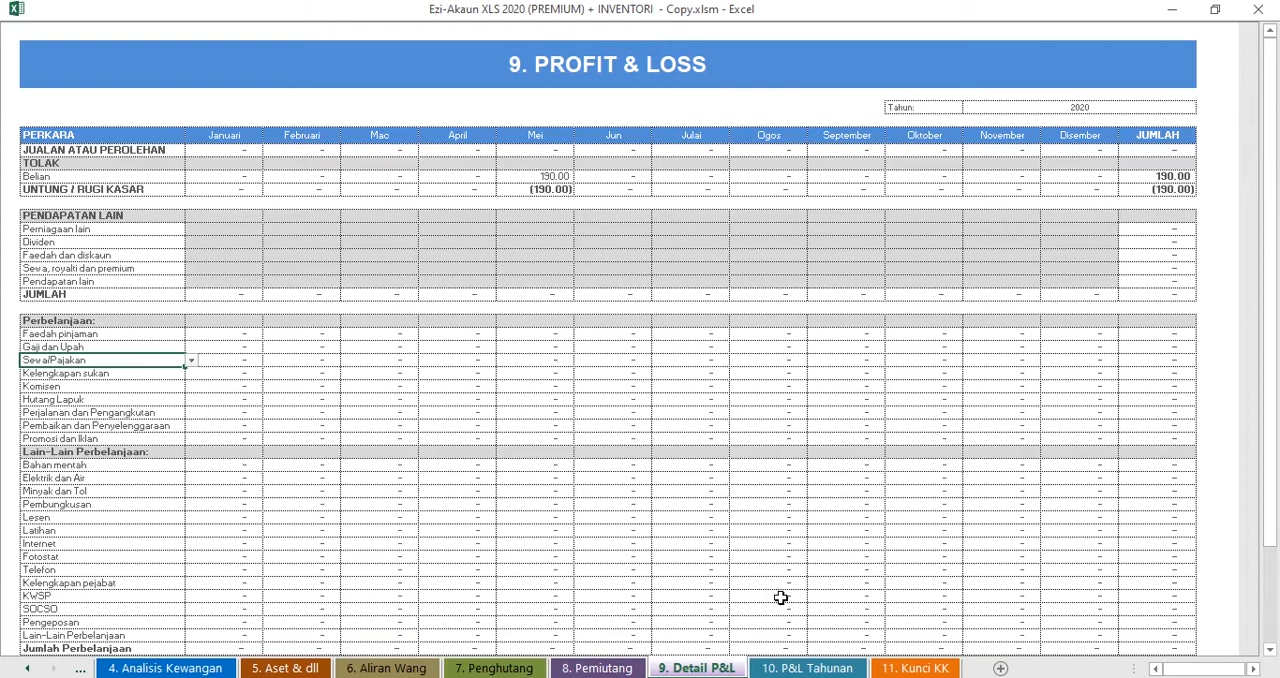 Ezi-Akaun XLS 2020 (PREMIUM) + INVENTORI - Copy.xlsm - Excel
9. PROFIT & LOSS
Tahun: 2020
PERKARA Januari Februari Mac April Mei Jun Julai Ogos September Oktober November Disember JUMLAH
JUALAN ATAU PEROLEHAN - - - - - - - - - - - - -
TOLAK
Belian - - - - 190.00 - - - - - - - 190.00
UNTUNG / RUGI KASAR - - - - (190.00) - - - - - - - (190.00)
PENDAPATAN LAIN
Perniagaan lain -
Dividen -
Faedah dan diskaun -
Sewa, royalti dan premium -
Pendapatan lain -
JUMLAH - - - - - - - - - - - - -
Perbelanjaan:
Faedah pinjaman - - - - - - - - - - - - -
Gaji dan Upah - - - - - - - - - - - - -
Sewa/Pajakan - - - - - - - - - - - - -
Kelengkapan sukan - - - - - - - - - - - - -
Komisen - - - - - - - - - - - - -
Hutang Lapuk - - - - - - - - - - - - -
Perjalanan dan Pengangkutan - - - - - - - - - - - - -
Pembaikan dan Penyelenggaraan - - - - - - - - - - - - -
Promosi dan Iklan - - - - - - - - - - - - -
Lain-Lain Perbelanjaan:
Bahan mentah - - - - - - - - - - - - -
Elektrik dan Air - - - - - - - - - - - - -
Minyak dan Tol - - - - - - - - - - - - -
Pembungkusan - - - - - - - - - - - - -
Lesen - - - - - - - - - - - - -
Latihan - - - - - - - - - - - - -
Internet - - - - - - - - - - - - -
Fotostat - - - - - - - - - - - - -
Telefon - - - - - - - - - - - - -
Kelengkapan pejabat - - - - - - - - - - - - -
KWSP - - - - - - - - - - - - -
SOCSO - - - - - - - - - - - - -
Pengeposan - - - - - - - - - - - - -
Lain-Lain Perbelanjaan - - - - - - - - - - - - -
Jumlah Perbelanjaan - - - - - - - - - - - - -
... 4. Analisis Kewangan 5. Aset & dll 6. Aliran Wang 7. Penghutang 8. Pemiutang 9. Detail P&L 10. P&L Tahunan 11. Kunci KK